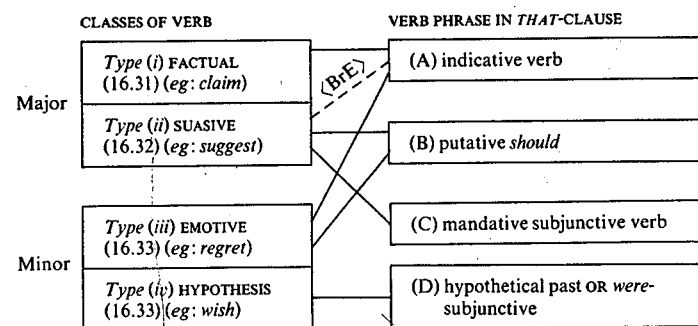 CLASSES OF VERB
VERB PHRASE IN THAT-CLAUSE
Major
Type (i) FACTUAL
(16.31) (eg: claim)
Type (ii) SUASIVE
(16.32) (eg: suggest)
⟨BrE⟩
(A) indicative verb
(B) putative should
Minor
Type (iii) EMOTIVE
(16.33) (eg: regret)
Type (iv) HYPOTHESIS
(16.33) (eg: wish)
(C) mandative subjunctive verb
(D) hypothetical past OR were-
subjunctive